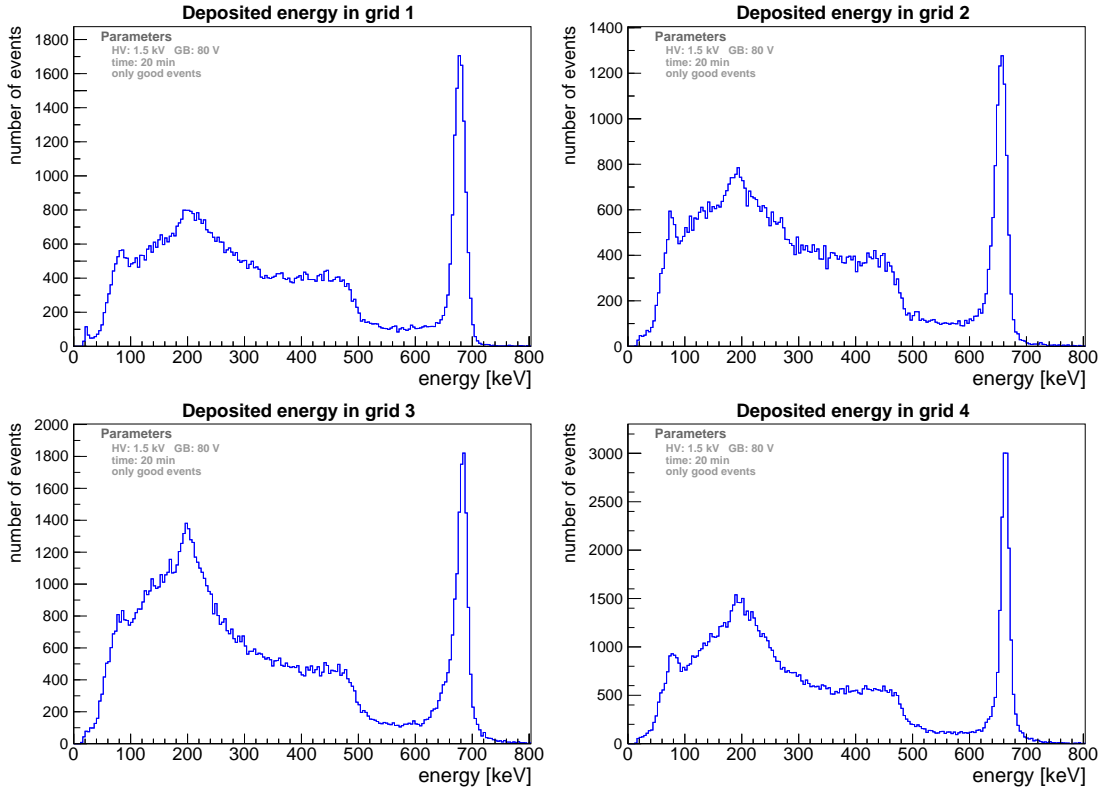 Deposited energy in grid 1
Parameters
HV: 1.5 kV GB: 80 V
time: 20 min
only good events
number of events
1800
1600
1400
1200
1000
800
600
400
200
0
0 100 200 300 400 500 600 700 800
energy [keV]
Deposited energy in grid 2
Parameters
HV: 1.5 kV GB: 80 V
time: 20 min
only good events
number of events
1400
1200
1000
800
600
400
200
0
0 100 200 300 400 500 600 700 800
energy [keV]
Deposited energy in grid 3
Parameters
HV: 1.5 kV GB: 80 V
time: 20 min
only good events
number of events
2000
1800
1600
1400
1200
1000
800
600
400
200
0
0 100 200 300 400 500 600 700 800
energy [keV]
Deposited energy in grid 4
Parameters
HV: 1.5 kV GB: 80 V
time: 20 min
only good events
number of events
3000
2500
2000
1500
1000
500
0
0 100 200 300 400 500 600 700 800
energy [keV]